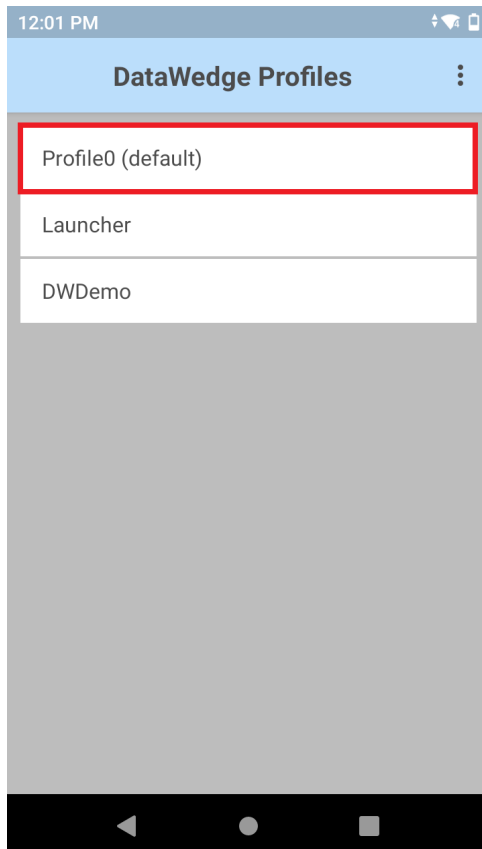 12:01 PM
DataWedge Profiles
Profile0 (default)
Launcher
DWDemo